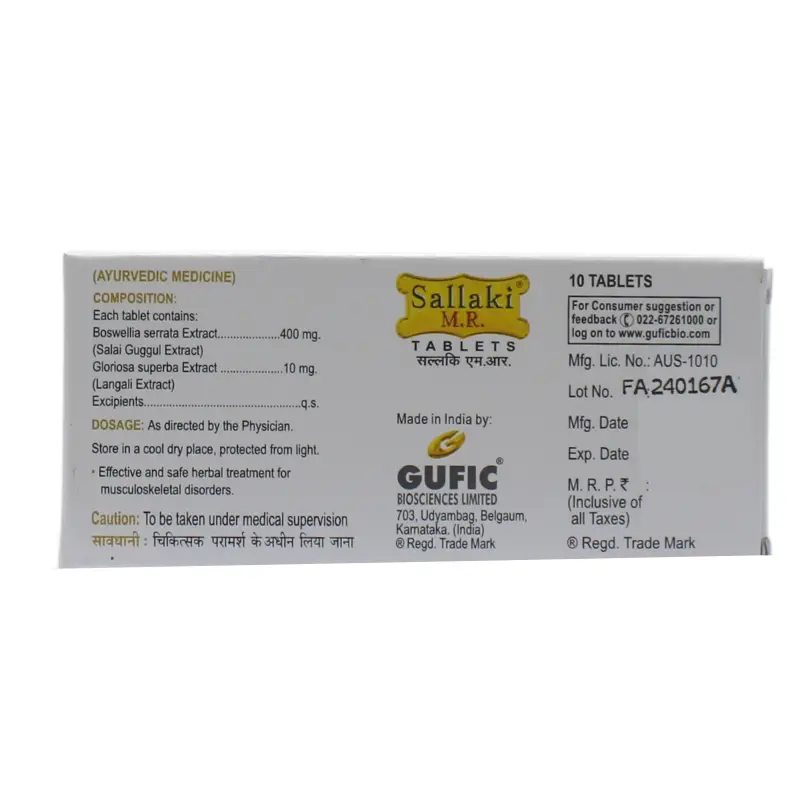 (AYURVEDIC MEDICINE)
COMPOSITION:
Each tablet contains:
Boswellia serrata Extract....................400 mg.
(Salai Guggul Extract)
Gloriosa superba Extract ....................10 mg.
(Langali Extract)
Excipients..................................................q.s.
DOSAGE: As directed by the Physician.
Store in a cool dry place, protected from light.
• Effective and safe herbal treatment for
musculoskeletal disorders.
Caution: To be taken under medical supervision
सावधानी : चिकित्सक परामर्श के अधीन लिया जाना
Sallaki®
M.R.
TABLETS
सल्लकि एम.आर.
Made in India by:
G
GUFIC®
BIOSCIENCES LIMITED
703, Udyambag, Belgaum,
Karnataka. (India)
® Regd. Trade Mark
10 TABLETS
For Consumer suggestion or
feedback ✆ 022-67261000 or
log on to www.guficbio.com
Mfg. Lic. No.: AUS-1010
Lot No. FA240167A
Mfg. Date
Exp. Date
M. R. P. ₹ :
(Inclusive of
all Taxes)
® Regd. Trade Mark